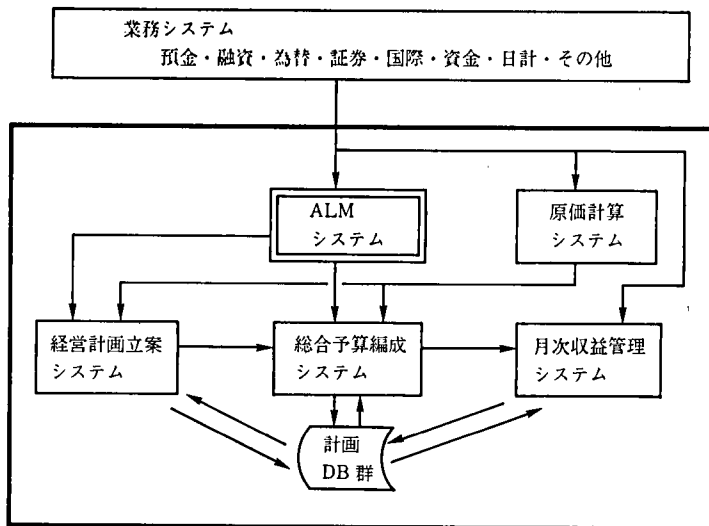 業務システム
預金・融資・為替・証券・国際・資金・日計・その他
ALM
システム
原価計算
システム
経営計画立案
システム
総合予算編成
システム
月次収益管理
システム
計画
DB群